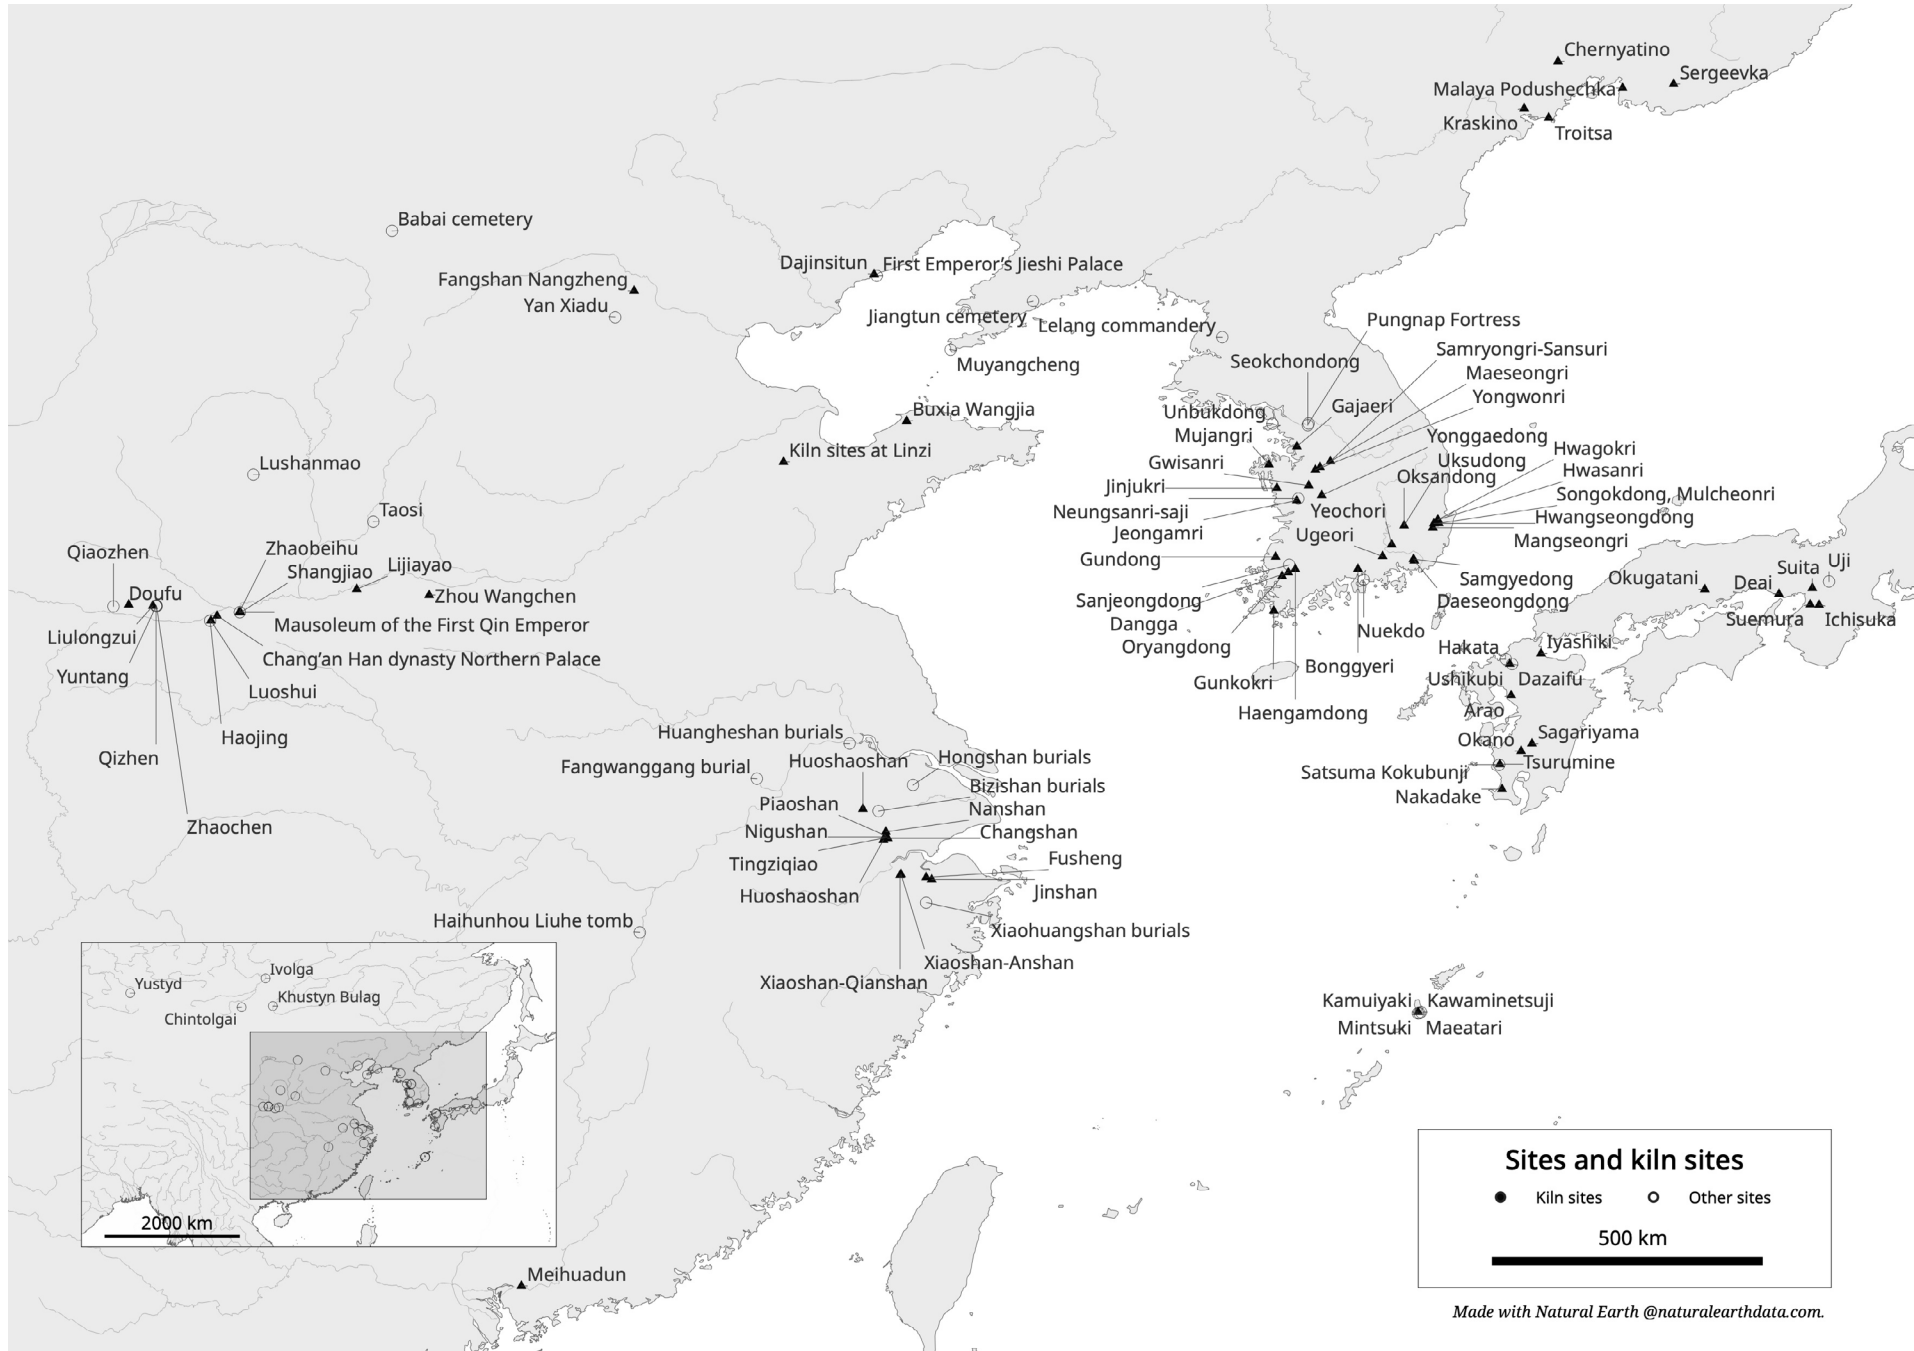 Chernyatino
Sergeevka
Malaya Podushechka
Kraskino
Troitsa
Babai cemetery
Dajinsitun
First Emperor’s Jieshi Palace
Fangshan Nangzheng
Yan Xiadu
Jiangtun cemetery
Lelang commandery
Pungnap Fortress
Samryongri-Sansuri
Seokchondong
Muyangcheng
Maeseongri
Yongwonri
Buxia Wangjia
Unbukdong
Gajaeri
Mujangri
Yonggaedong
Kiln sites at Linzi
Hwagokri
Lushanmao
Gwisanri
Uksudong
Hwasanri
Oksandong
Jinjukri
Songokdong, Mulcheonri
Taosi
Neungsanri-saji
Yeochori
Hwangseongdong
Jeongamri
Ugeori
Mangseongri
Qiaozhen
Zhaobeihu
Gundong
Uji
Shangjiao
Lijiayao
Suita
Samgyedong
Okugatani
Deai
Doufu
Zhou Wangchen
Sanjeongdong
Daeseongdong
Mausoleum of the First Qin Emperor
Dangga
Suemura
Ichisuka
Liulongzui
Nuekdo
Oryangdong
Hakata
Iyashiki
Chang’an Han dynasty Northern Palace
Bonggyeri
Yuntang
Gunkokri
Ushikubi
Dazaifu
Luoshui
Haengamdong
Arao
Haojing
Huangheshan burials
Okano
Sagariyama
Qizhen
Huoshaoshan
Hongshan burials
Fangwanggang burial
Satsuma Kokubunji
Tsurumine
Bizishan burials
Nakadake
Piaoshan
Nanshan
Zhaochen
Nigushan
Changshan
Tingziqiao
Fusheng
Huoshaoshan
Jinshan
Haihunhou Liuhe tomb
Xiaohuangshan burials
Xiaoshan-Anshan
Xiaoshan-Qianshan
Kamuiyaki
Kawaminetsuji
Mintsuki
Maeatari
Ivolga
Yustyd
Khustyn Bulag
Chintolgai
2000 km
Meihuadun
Sites and kiln sites
Kiln sites
Other sites
500 km
Made with Natural Earth @naturalearthdata.com.